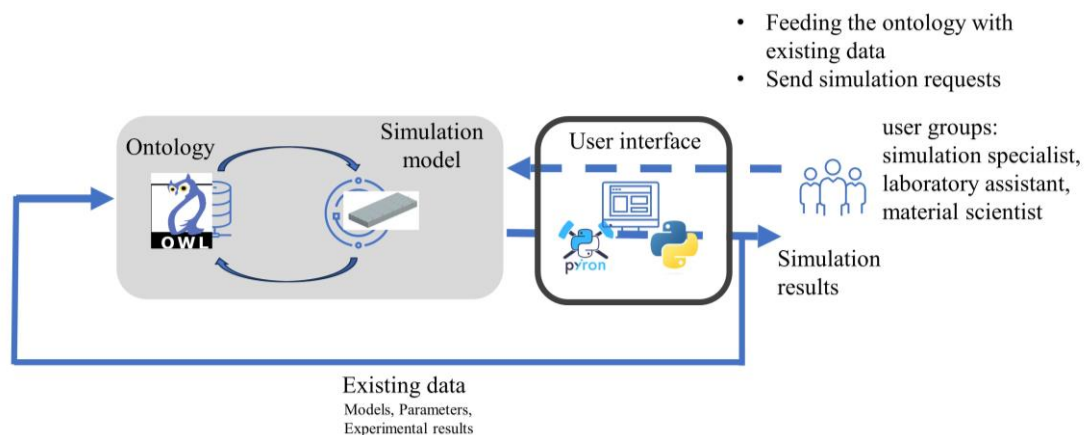 • Feeding the ontology with
existing data
• Send simulation requests
Ontology
Simulation
model
User interface
user groups:
simulation specialist,
laboratory assistant,
material scientist
OWL
pyron
Simulation
results
Existing data
Models, Parameters,
Experimental results